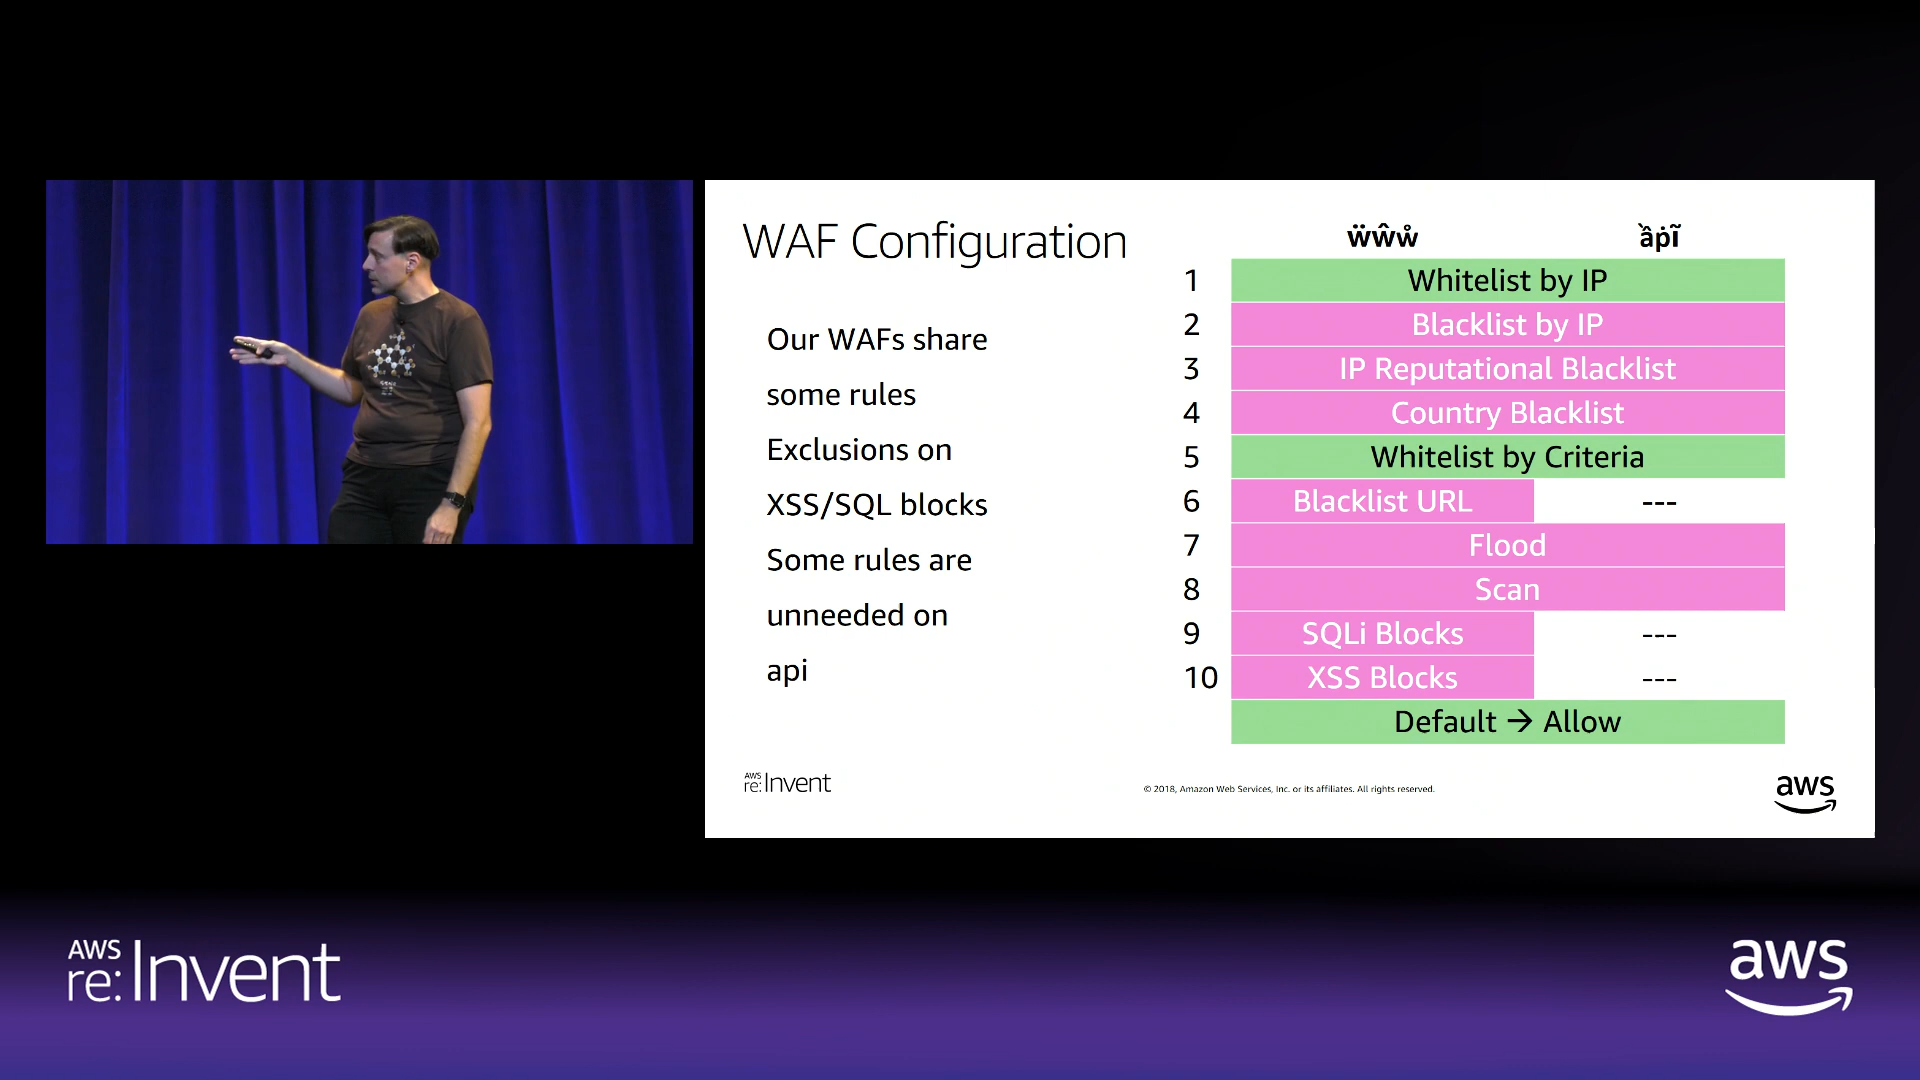 WAF Configuration
Our WAFs share
some rules
Exclusions on
XSS/SQL blocks
Some rules are
unneeded on
api
ẅŵẘ ȁṗĩ
1 Whitelist by IP
2 Blacklist by IP
3 IP Reputational Blacklist
4 Country Blacklist
5 Whitelist by Criteria
6 Blacklist URL ---
7 Flood
8 Scan
9 SQLi Blocks ---
10 XSS Blocks ---
Default → Allow
AWS
re:Invent
© 2018, Amazon Web Services, Inc. or its affiliates. All rights reserved.
aws
AWS
re:Invent
aws